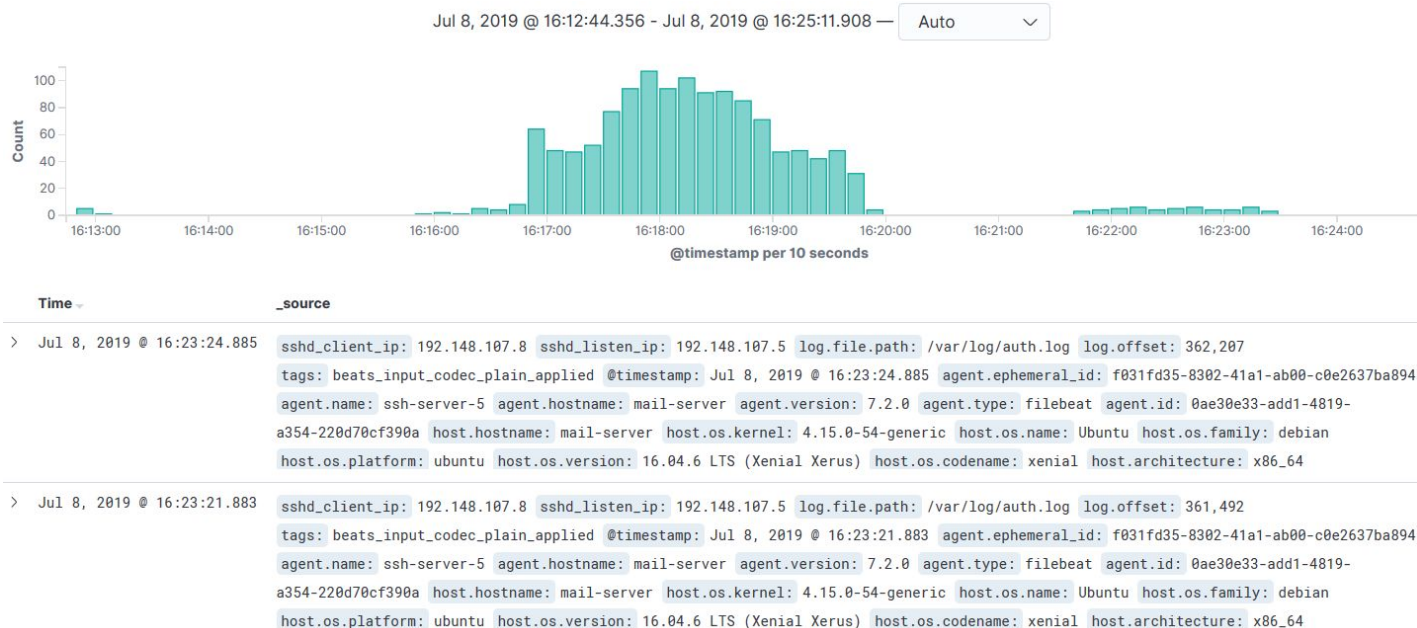 Jul 8, 2019 @ 16:12:44.356 - Jul 8, 2019 @ 16:25:11.908 — Auto
Count
100
80
60
40
20
0
16:13:00 16:14:00 16:15:00 16:16:00 16:17:00 16:18:00 16:19:00 16:20:00 16:21:00 16:22:00 16:23:00 16:24:00
@timestamp per 10 seconds
Time _source
Jul 8, 2019 @ 16:23:24.885 sshd_client_ip: 192.148.107.8 sshd_listen_ip: 192.148.107.5 log.file.path: /var/log/auth.log log.offset: 362,207
tags: beats_input_codec_plain_applied @timestamp: Jul 8, 2019 @ 16:23:24.885 agent.ephemeral_id: f031fd35-8302-41a1-ab00-c0e2637ba894
agent.name: ssh-server-5 agent.hostname: mail-server agent.version: 7.2.0 agent.type: filebeat agent.id: 0ae30e33-add1-4819-
a354-220d70cf390a host.hostname: mail-server host.os.kernel: 4.15.0-54-generic host.os.name: Ubuntu host.os.family: debian
host.os.platform: ubuntu host.os.version: 16.04.6 LTS (Xenial Xerus) host.os.codename: xenial host.architecture: x86_64
Jul 8, 2019 @ 16:23:21.883 sshd_client_ip: 192.148.107.8 sshd_listen_ip: 192.148.107.5 log.file.path: /var/log/auth.log log.offset: 361,492
tags: beats_input_codec_plain_applied @timestamp: Jul 8, 2019 @ 16:23:21.883 agent.ephemeral_id: f031fd35-8302-41a1-ab00-c0e2637ba894
agent.name: ssh-server-5 agent.hostname: mail-server agent.version: 7.2.0 agent.type: filebeat agent.id: 0ae30e33-add1-4819-
a354-220d70cf390a host.hostname: mail-server host.os.kernel: 4.15.0-54-generic host.os.name: Ubuntu host.os.family: debian
host.os.platform: ubuntu host.os.version: 16.04.6 LTS (Xenial Xerus) host.os.codename: xenial host.architecture: x86_64